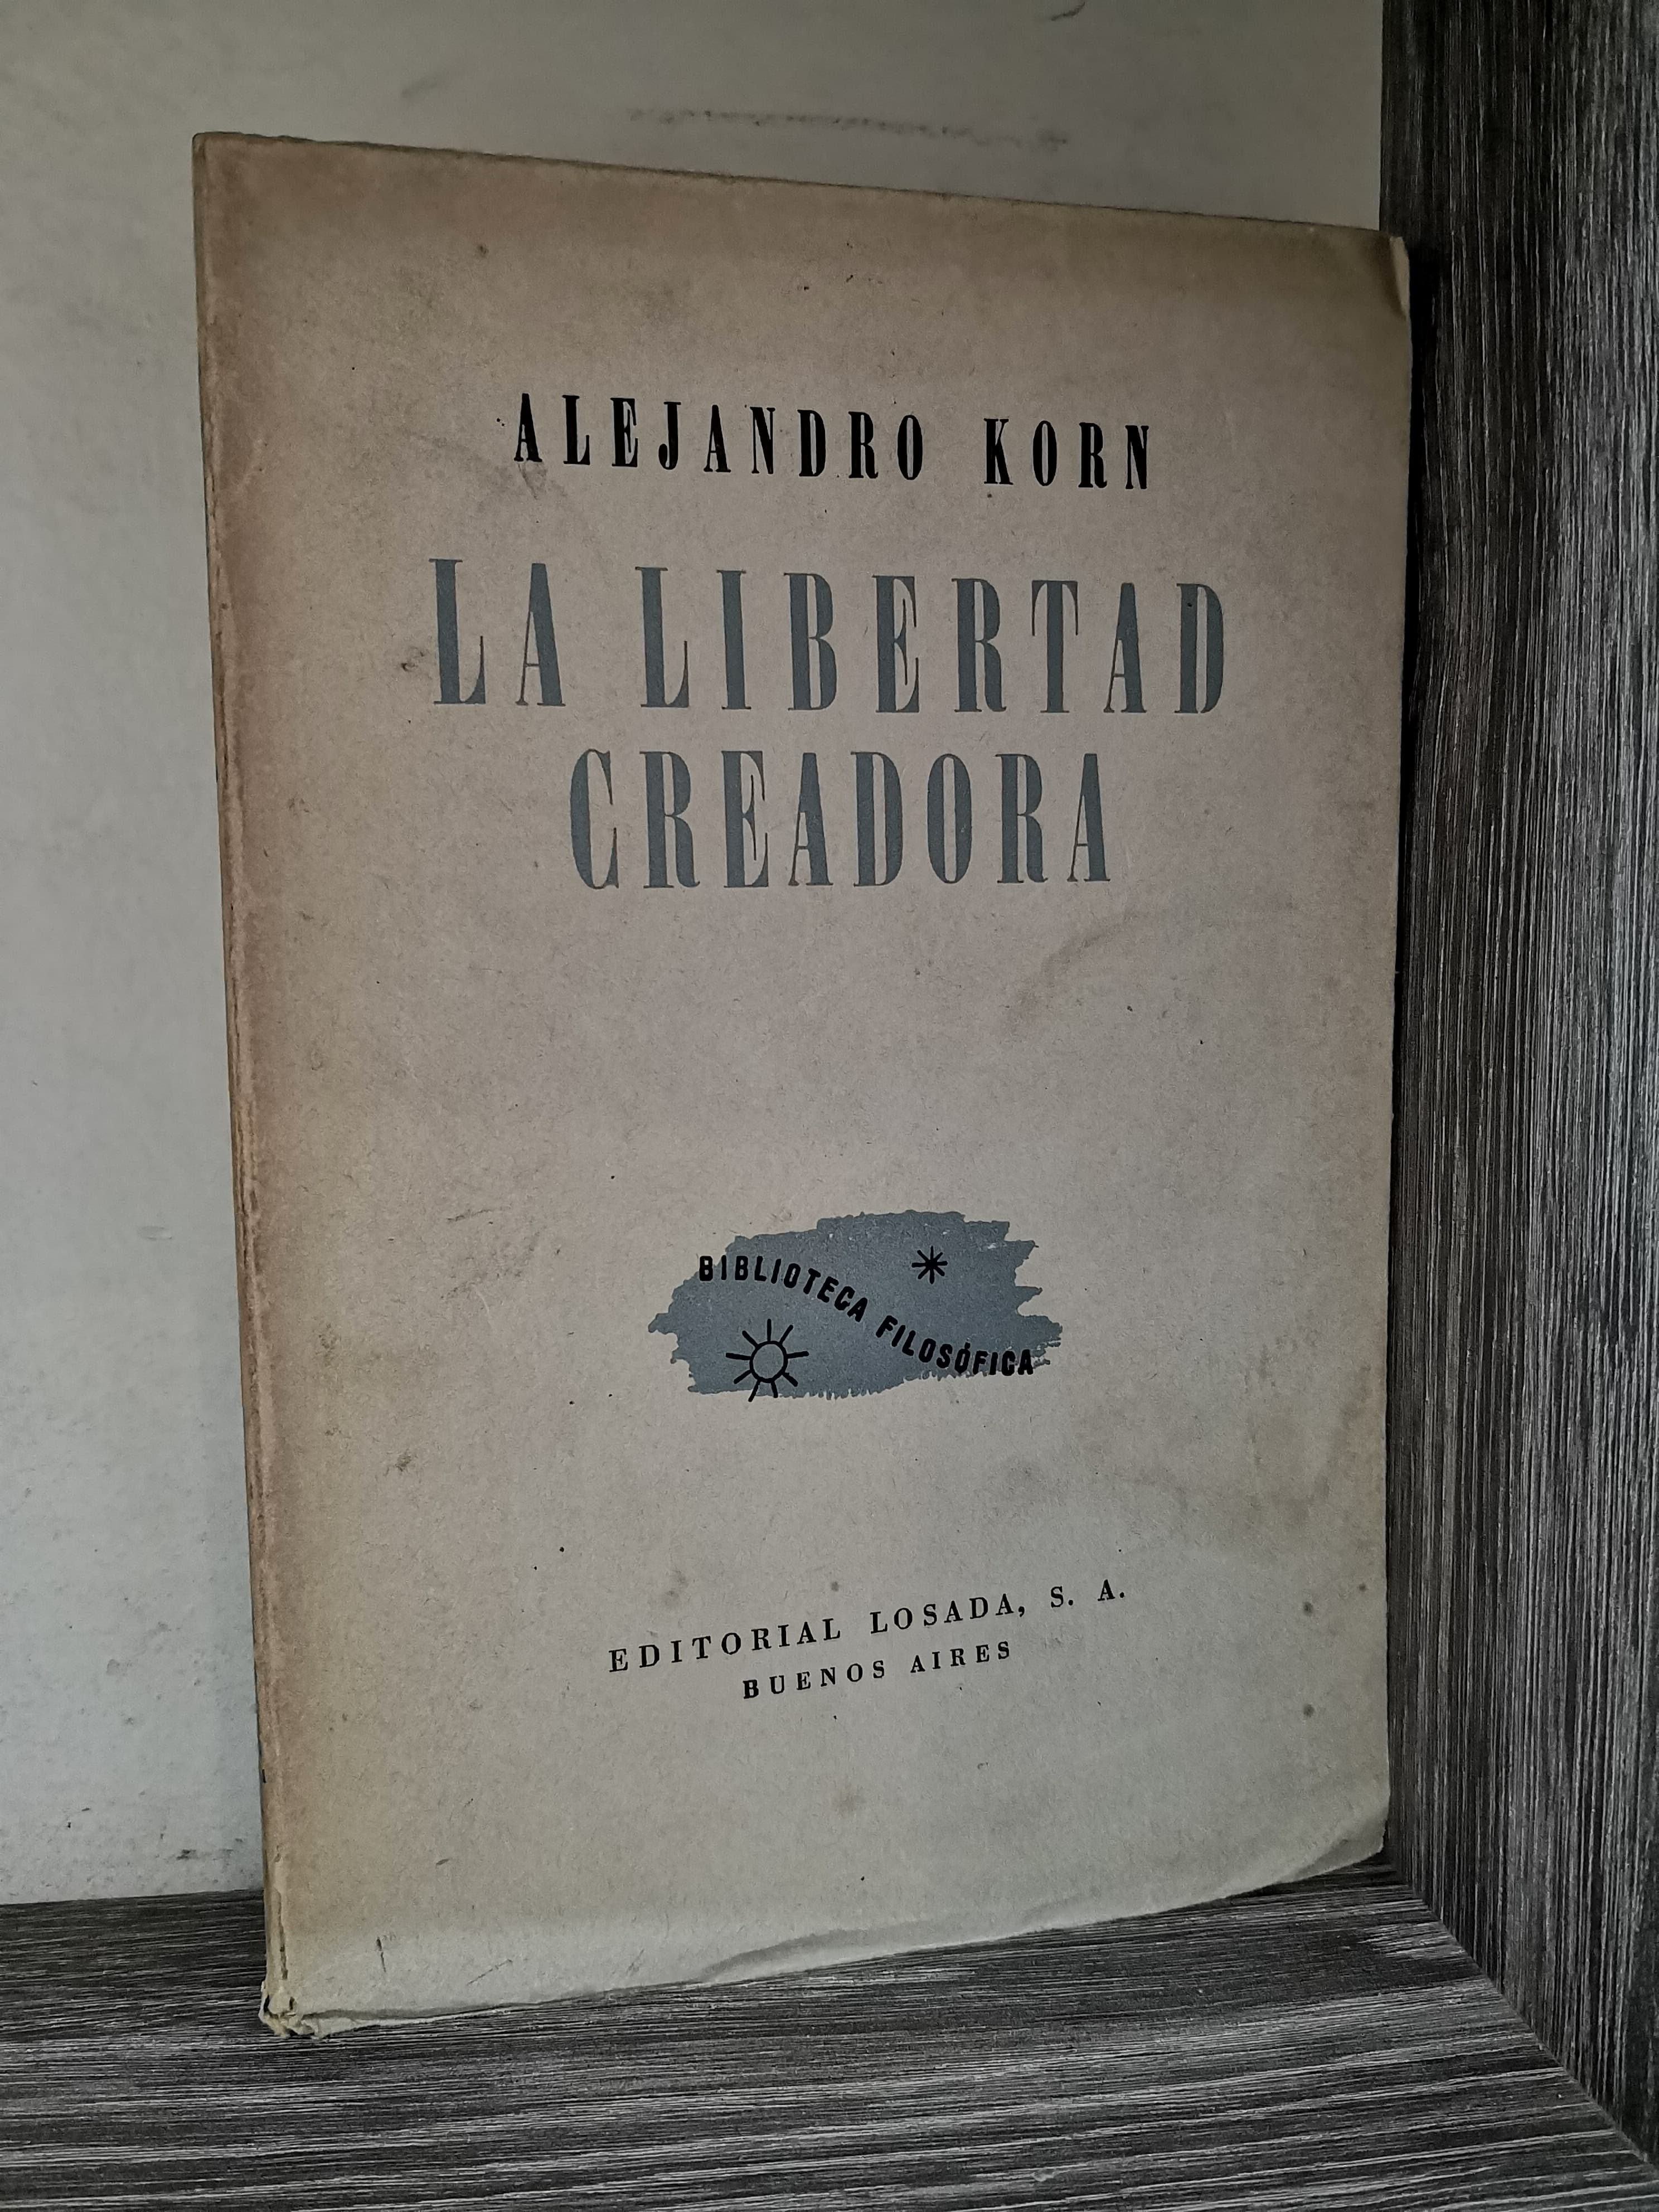 ALEJANDRO KORN
LA LIBERTAD
CREADORA
BIBLIOTECA FILOSÓFICA
EDITORIAL LOSADA, S. A.
BUENOS AIRES